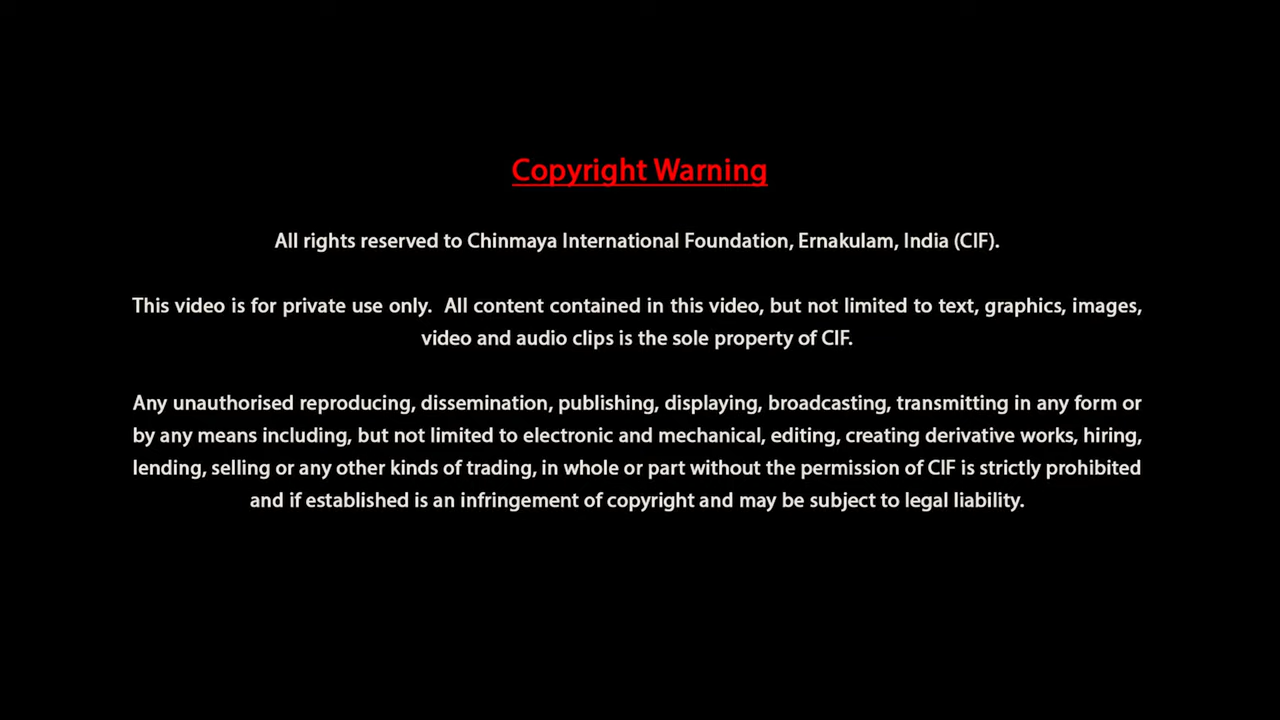 Copyright Warning
All rights reserved to Chinmaya International Foundation, Ernakulam, India (CIF).
This video is for private use only.  All content contained in this video, but not limited to text, graphics, images,
video and audio clips is the sole property of CIF.
Any unauthorised reproducing, dissemination, publishing, displaying, broadcasting, transmitting in any form or
by any means including, but not limited to electronic and mechanical, editing, creating derivative works, hiring,
lending, selling or any other kinds of trading, in whole or part without the permission of CIF is strictly prohibited
and if established is an infringement of copyright and may be subject to legal liability.